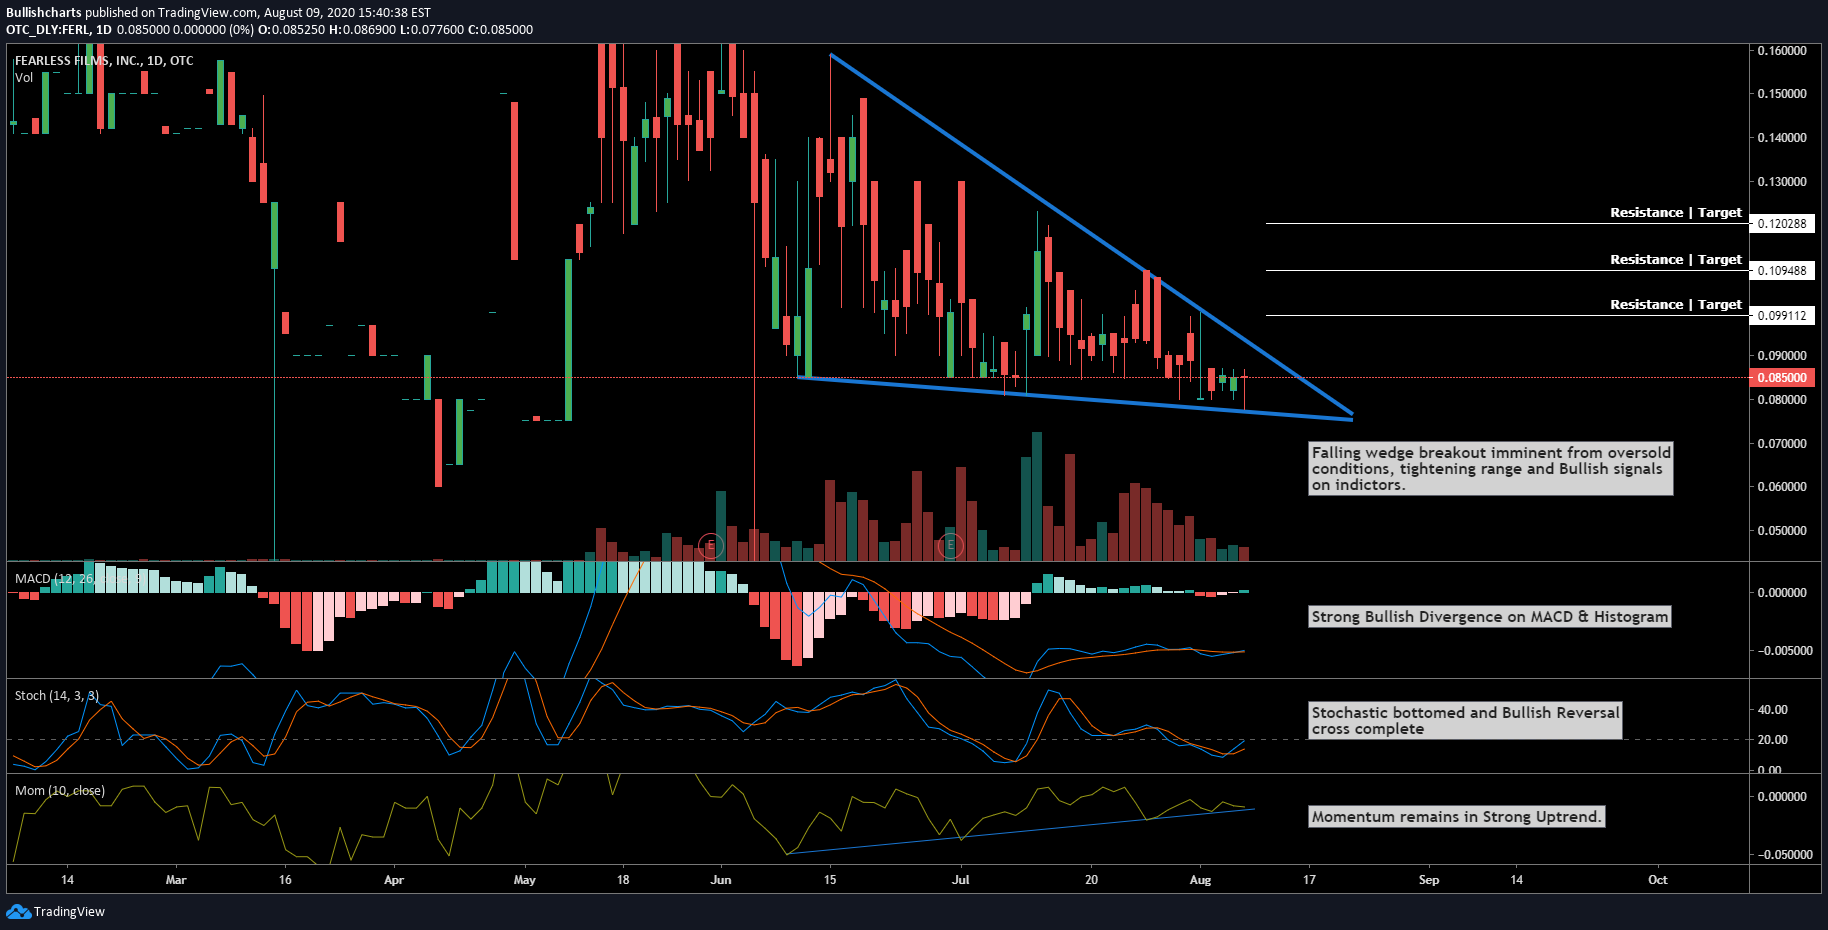 Bullishcharts published on TradingView.com, August 09, 2020 15:40:38 EST
OTC_DLY:FERL, 1D 0.085000 0.000000 (0%) O:0.085250 H:0.086900 L:0.077600 C:0.085000
FEARLESS FILMS, INC., 1D, OTC
Vol
0.160000
0.150000
0.140000
0.130000
Resistance | Target
0.120288
Resistance | Target
0.109488
Resistance | Target
0.099112
0.090000
0.085000
0.080000
0.070000
0.060000
0.050000
Falling wedge breakout imminent from oversold
conditions, tightening range and Bullish signals
on indictors.
E
E
MACD (12, 26,
0.000000
-0.005000
Strong Bullish Divergence on MACD & Histogram
Stoch (14, 3, 3)
40.00
20.00
0.00
Stochastic bottomed and Bullish Reversal
cross complete
Mom (10, close)
0.000000
-0.050000
Momentum remains in Strong Uptrend.
14 Mar 16 Apr May 18 Jun 15 Jul 20 Aug 17 Sep 14 Oct
TradingView